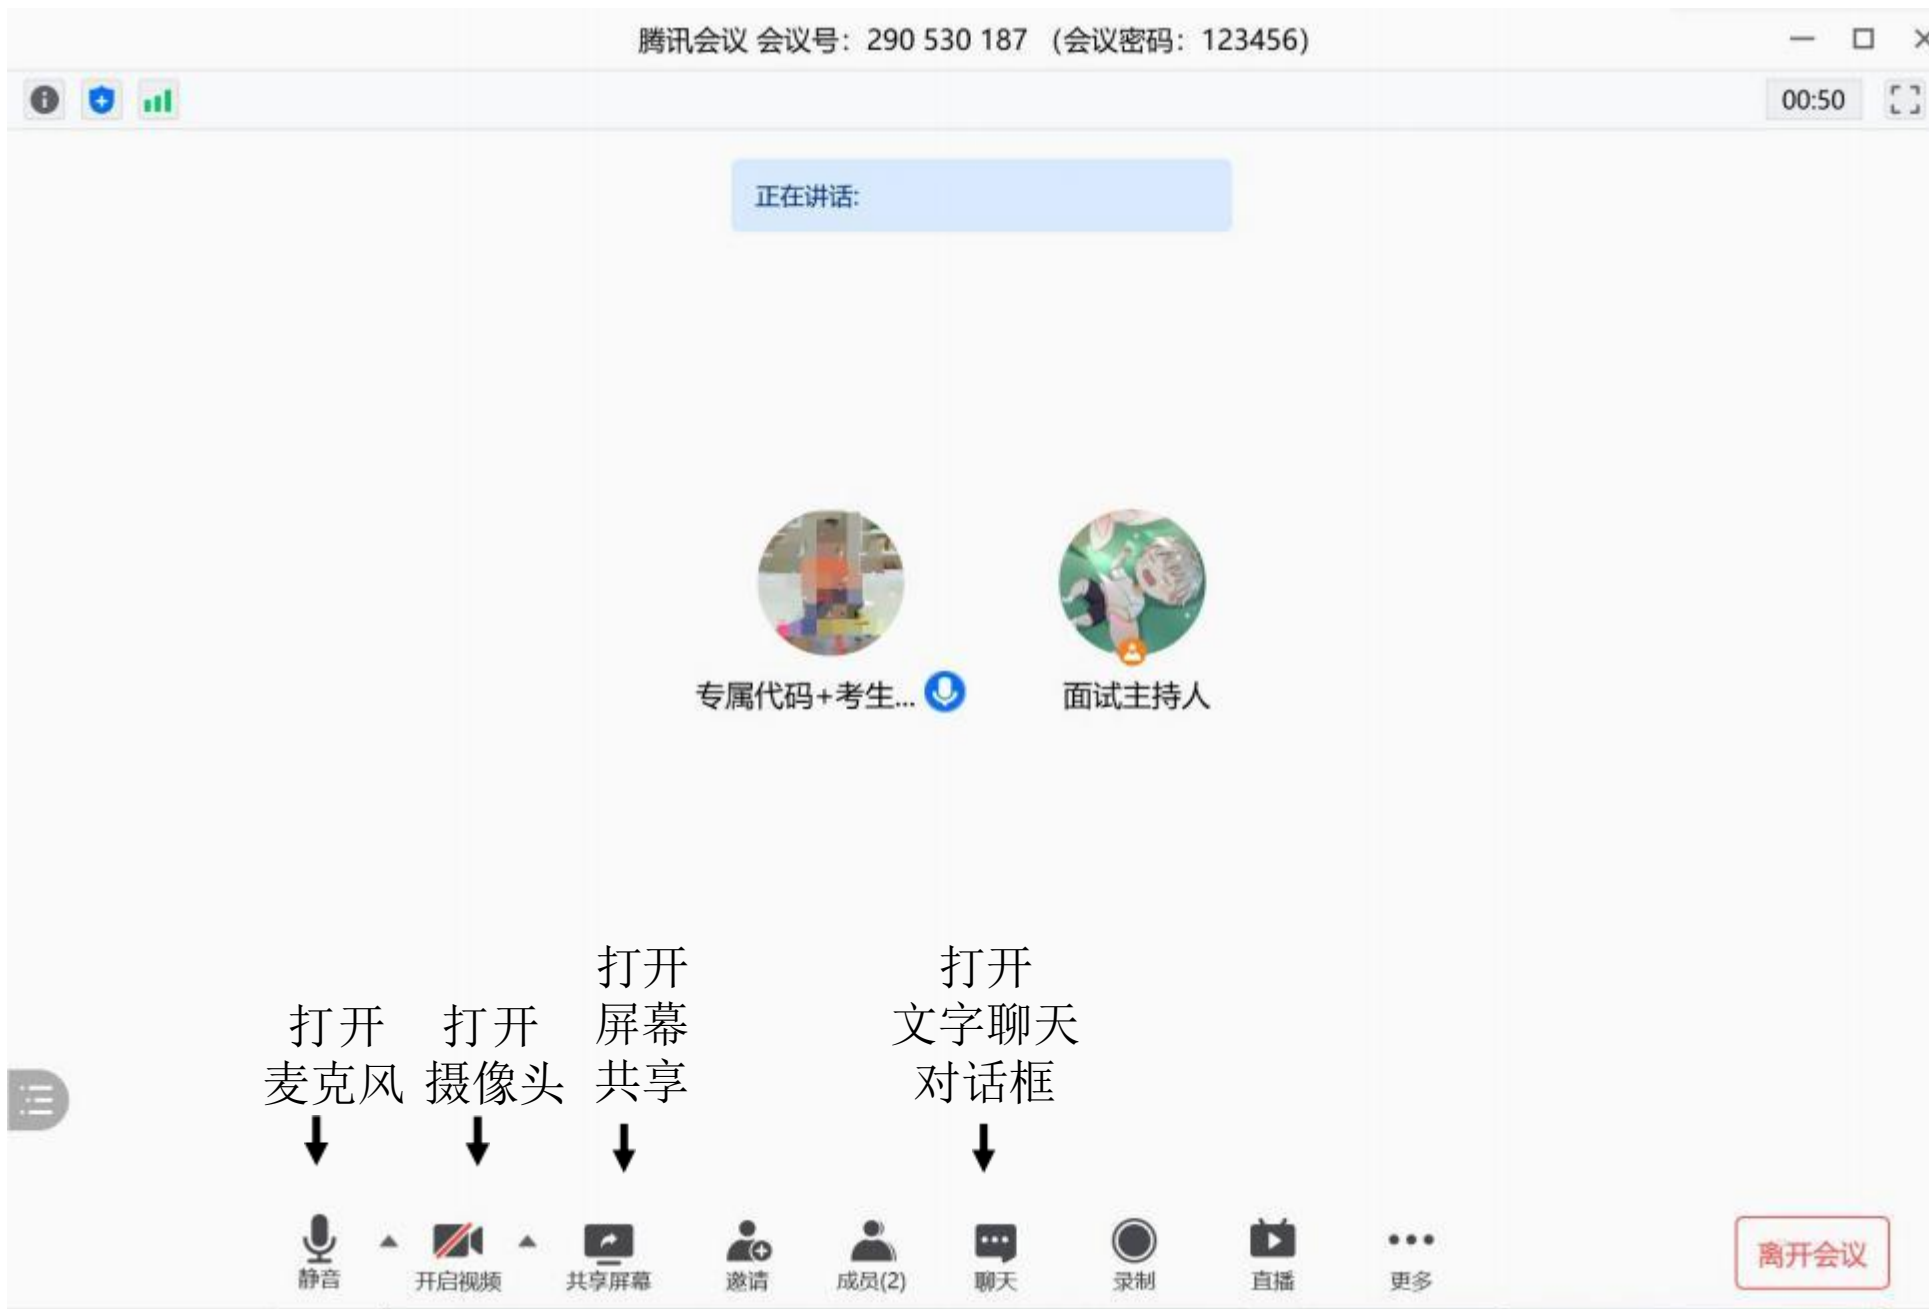 腾讯会议 会议号：290 530 187 （会议密码：123456）
00:50
正在讲话:
专属代码+考生...
面试主持人
打开
麦克风
打开
摄像头
打开
屏幕
共享
打开
文字聊天
对话框
静音
开启视频
共享屏幕
邀请
成员(2)
聊天
录制
直播
更多
离开会议